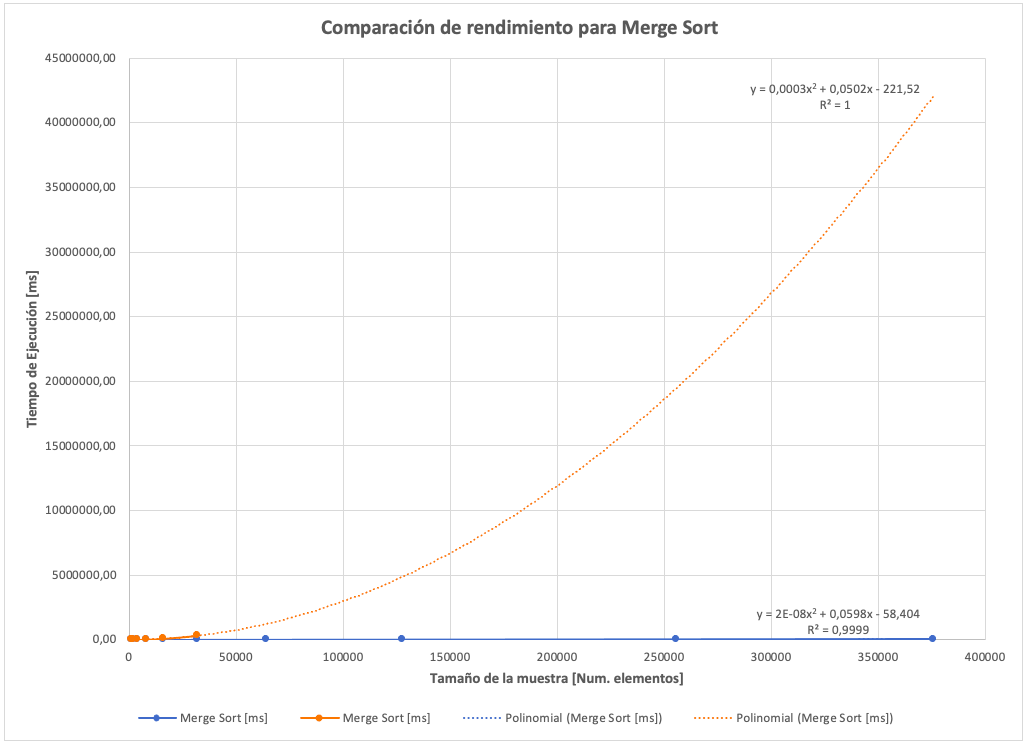 Comparación de rendimiento para Merge Sort
45000000,00
y = 0,0003x² + 0,0502x - 221,52
R² = 1
40000000,00
35000000,00
30000000,00
25000000,00
20000000,00
15000000,00
10000000,00
5000000,00
0,00
Tiempo de Ejecución [ms]
y = 2E-08x² + 0,0598x - 58,404
R² = 0,9999
0 50000 100000 150000 200000 250000 300000 350000 400000
Tamaño de la muestra [Num. elementos]
Merge Sort [ms] Merge Sort [ms] Polinomial (Merge Sort [ms]) Polinomial (Merge Sort [ms])